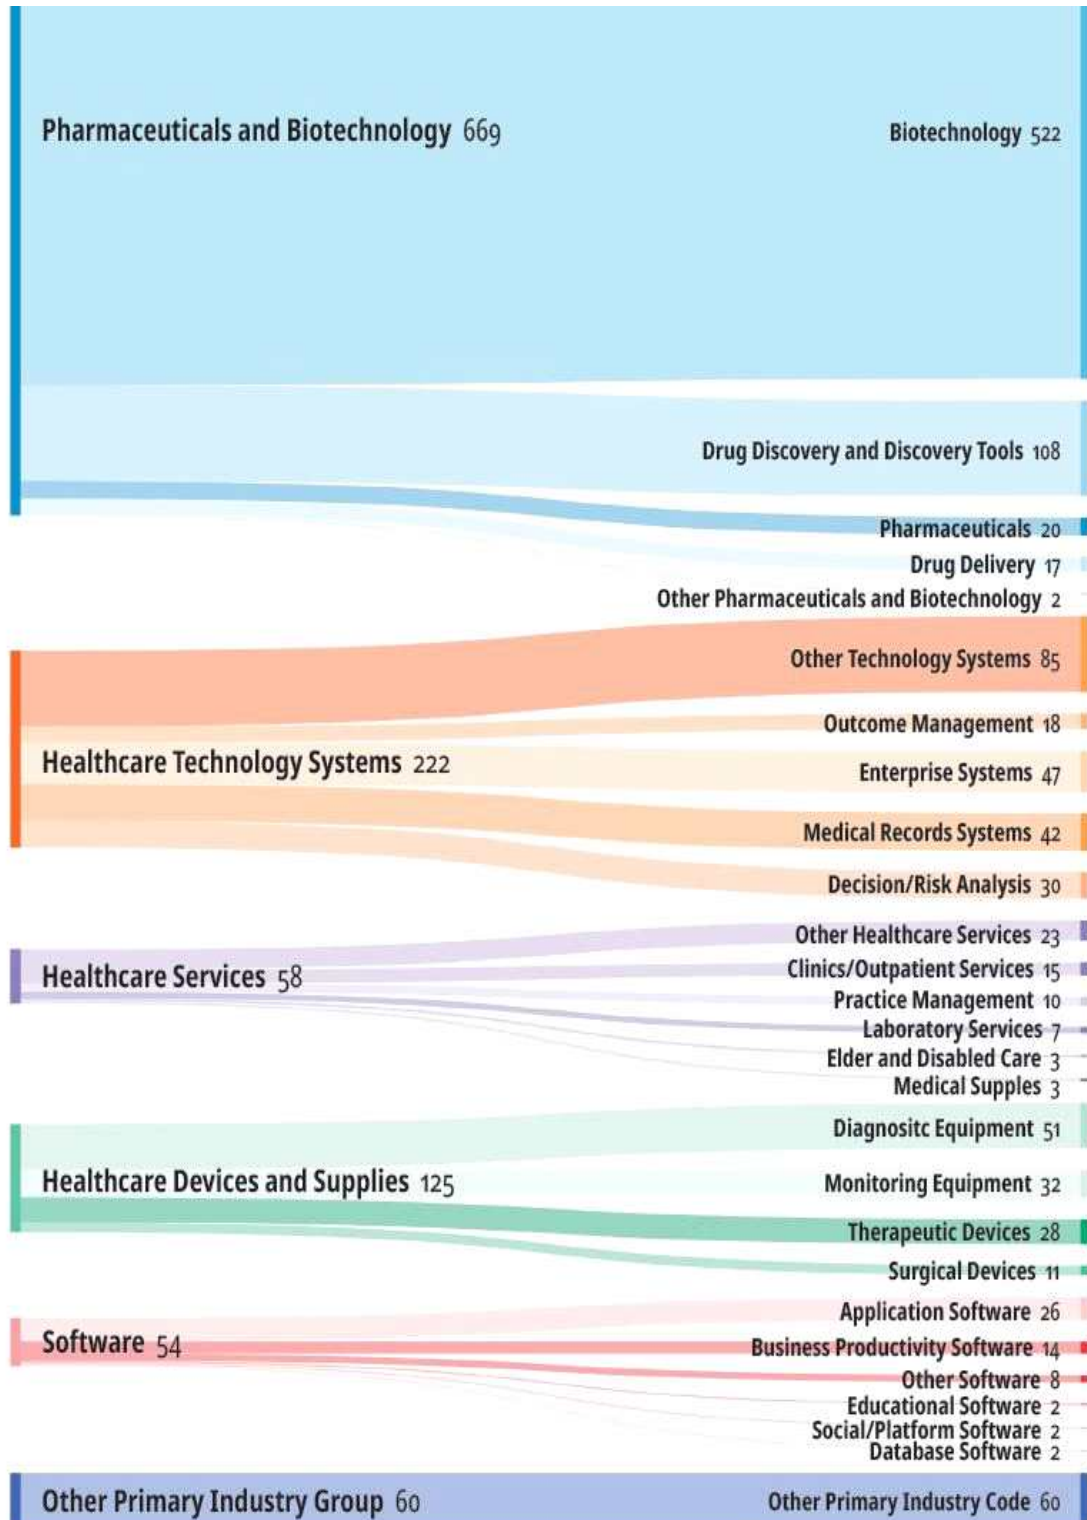 Pharmaceuticals and Biotechnology 669
Biotechnology 522
Drug Discovery and Discovery Tools 108
Pharmaceuticals 20
Drug Delivery 17
Other Pharmaceuticals and Biotechnology 2
Other Technology Systems 85
Outcome Management 18
Healthcare Technology Systems 222
Enterprise Systems 47
Medical Records Systems 42
Decision/Risk Analysis 30
Other Healthcare Services 23
Healthcare Services 58
Clinics/Outpatient Services 15
Practice Management 10
Laboratory Services 7
Elder and Disabled Care 3
Medical Supples 3
Diagnositc Equipment 51
Healthcare Devices and Supplies 125
Monitoring Equipment 32
Therapeutic Devices 28
Surgical Devices 11
Application Software 26
Software 54
Business Productivity Software 14
Other Software 8
Educational Software 2
Social/Platform Software 2
Database Software 2
Other Primary Industry Group 60
Other Primary Industry Code 60